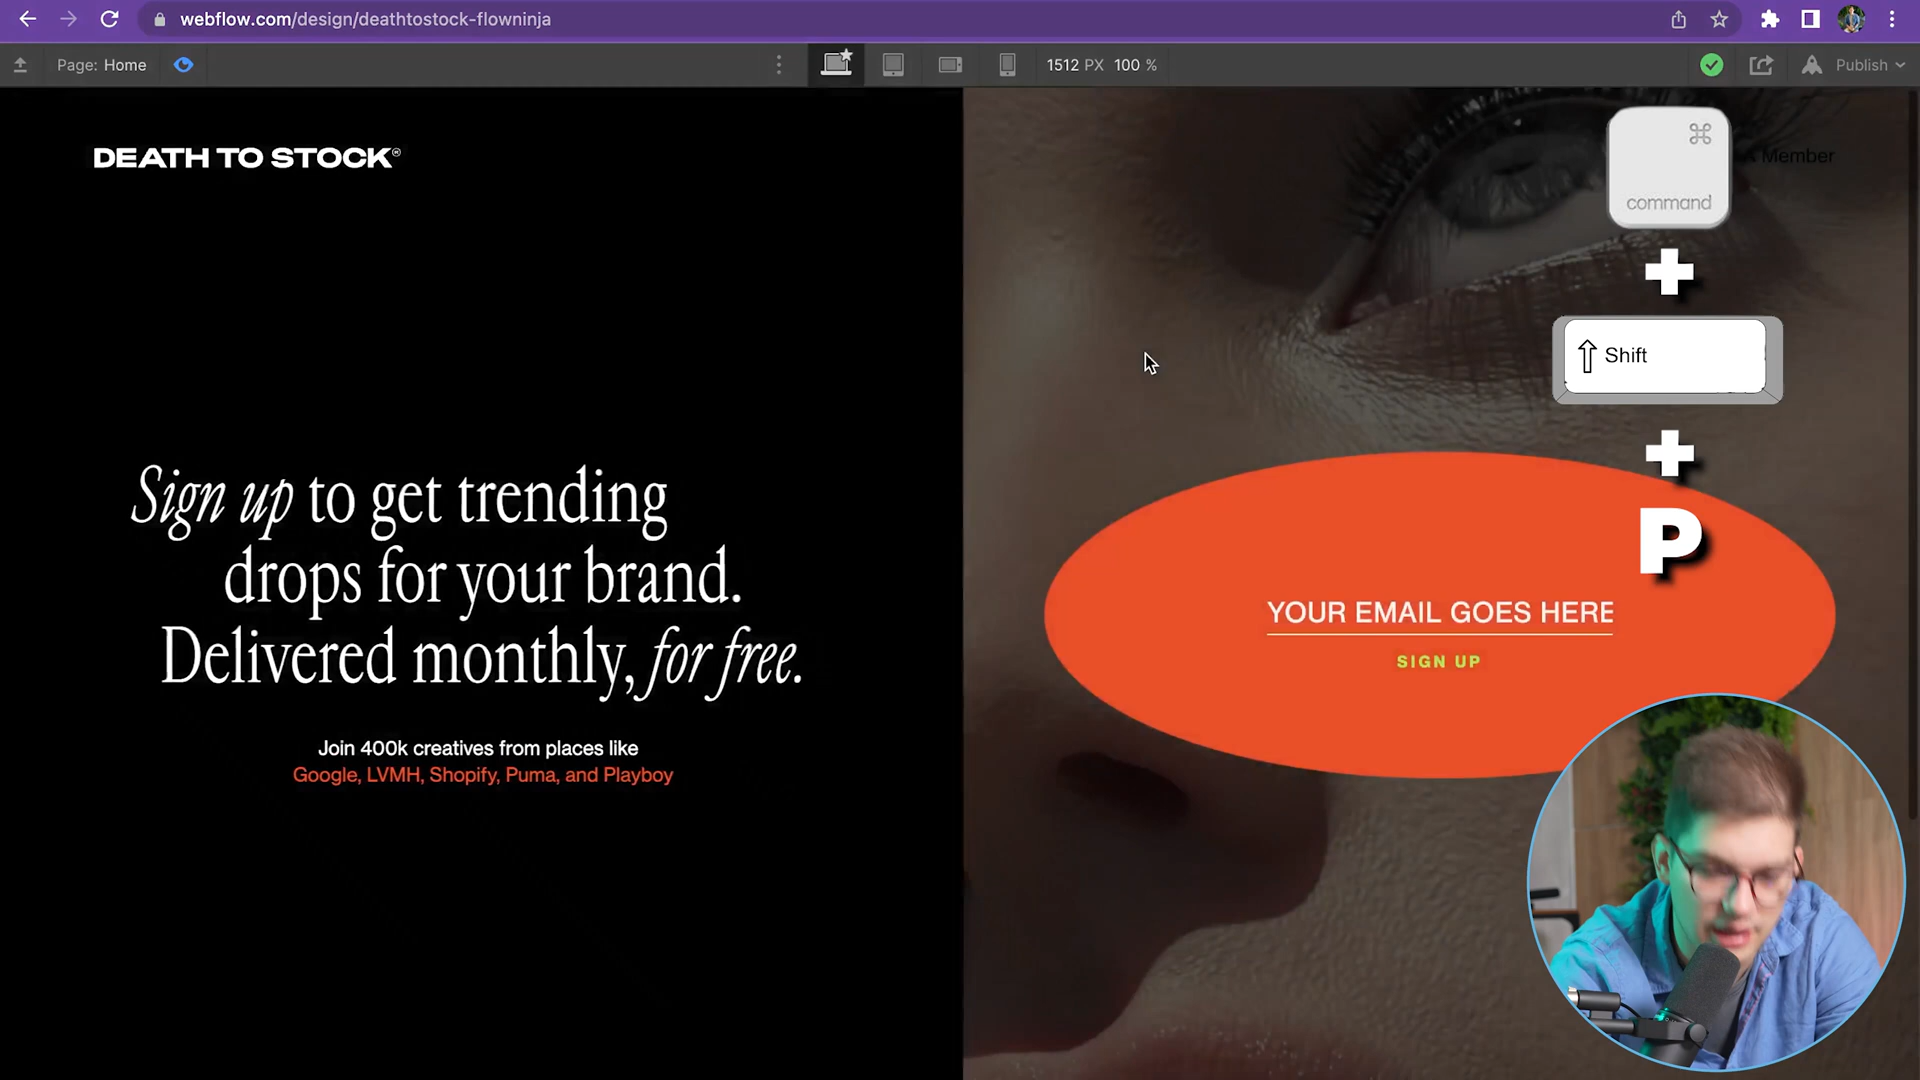 webflow.com/design/deathtostock-flowninja
Page: Home
1512 PX 100 %
Publish
DEATH TO STOCK®
⌘
command
Member
+
⇧ Shift
+
P
Sign up to get trending
drops for your brand.
Delivered monthly, for free.
Join 400k creatives from places like
Google, LVMH, Shopify, Puma, and Playboy
YOUR EMAIL GOES HERE
SIGN UP